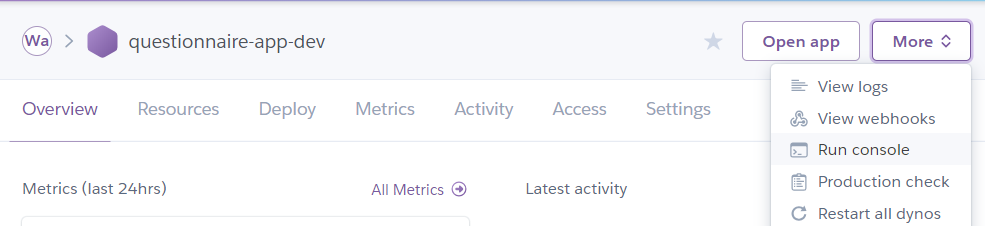 Wa questionnaire-app-dev Open app More
Overview Resources Deploy Metrics Activity Access Settings
View logs
View webhooks
Run console
Production check
Restart all dynos
Metrics (last 24hrs) All Metrics Latest activity